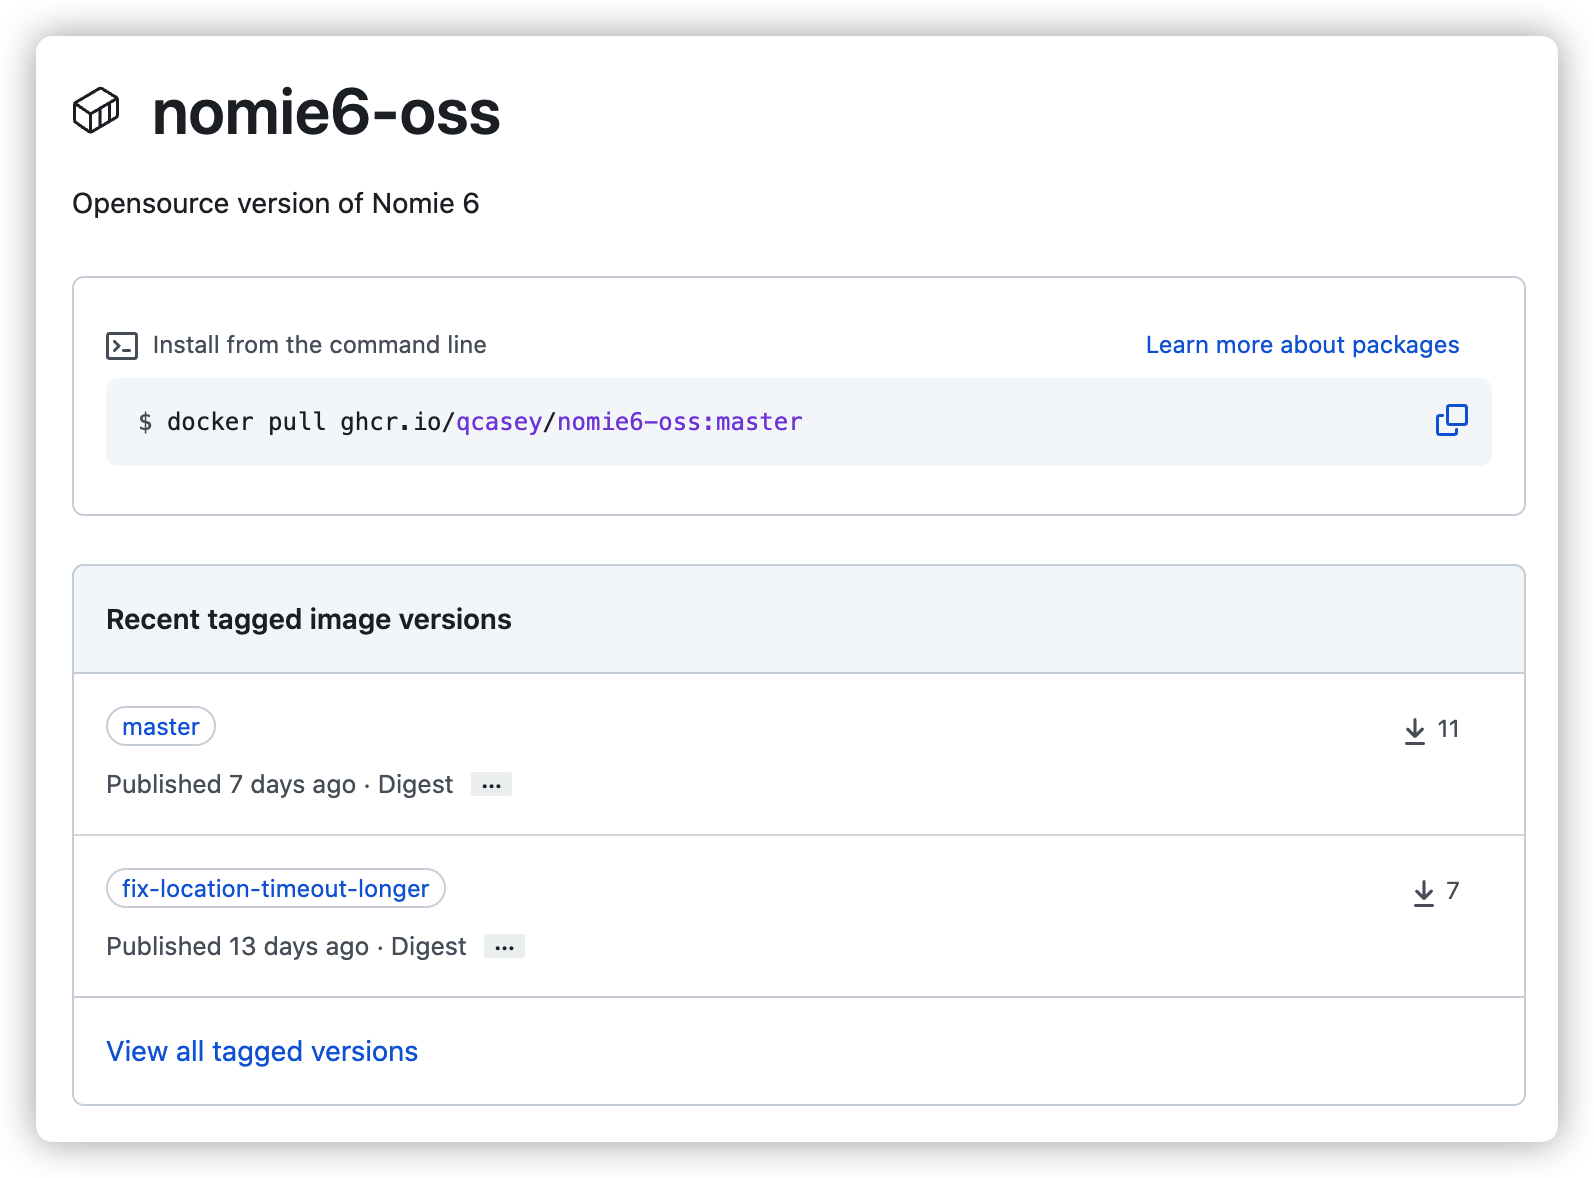 nomie6-oss
Opensource version of Nomie 6
Install from the command line
Learn more about packages
$ docker pull ghcr.io/qcasey/nomie6-oss:master
Recent tagged image versions
master
11
Published 7 days ago · Digest ...
fix-location-timeout-longer
7
Published 13 days ago · Digest ...
View all tagged versions